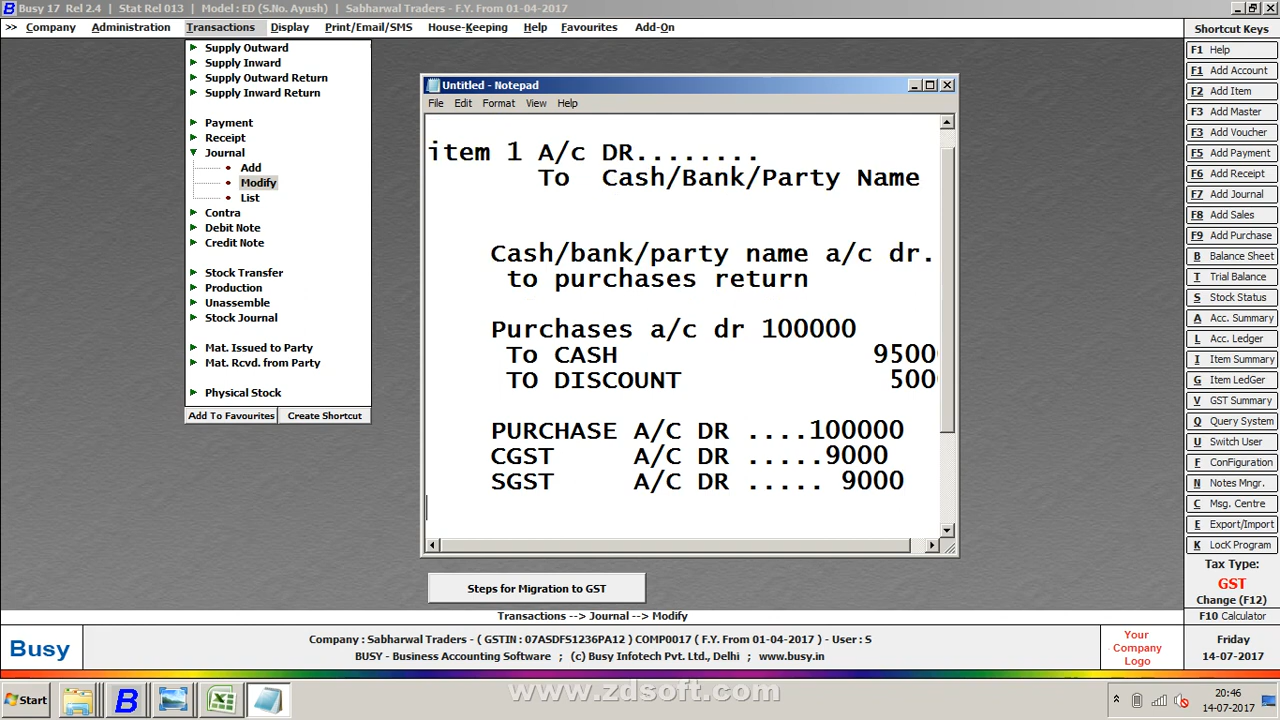 Busy 17 Rel 2.4 | Stat Rel 013 | Model : ED (S.No. Ayush) | Sabharwal Traders - F.Y. From 01-04-2017 |
>> Company Administration Transactions Display Print/Email/SMS House-Keeping Help Favourites Add-On
Supply Outward
Supply Inward
Supply Outward Return
Supply Inward Return
Payment
Receipt
Journal
Add
Modify
List
Contra
Debit Note
Credit Note
Stock Transfer
Production
Unassemble
Stock Journal
Mat. Issued to Party
Mat. Rcvd. from Party
Physical Stock
Add To Favourites Create Shortcut
Untitled - Notepad
File Edit Format View Help
item 1 A/c DR........
To Cash/Bank/Party Name
Cash/bank/party name a/c dr.
to purchases return
Purchases a/c dr 100000
To CASH 9500
TO DISCOUNT 500
PURCHASE A/C DR ....100000
CGST A/C DR .....9000
SGST A/C DR ..... 9000
Steps for Migration to GST
Transactions --> Journal --> Modify
Shortcut Keys
F1 Help
F1 Add Account
F2 Add Item
F3 Add Master
F3 Add Voucher
F5 Add Payment
F6 Add Receipt
F7 Add Journal
F8 Add Sales
F9 Add Purchase
B Balance Sheet
T Trial Balance
S Stock Status
A Acc. Summary
L Acc. Ledger
I Item Summary
G Item LedGer
V GST Summary
Q Query System
U Switch User
F ConFiguration
N Notes Mngr.
C Msg. Centre
E Export/Import
K LocK Program
Tax Type:
GST
Change (F12)
F10 Calculator
Busy
Company : Sabharwal Traders - ( GSTIN : 07ASDFS1236PA12 ) COMP0017 ( F.Y. From 01-04-2017 ) - User : S
BUSY - Business Accounting Software ; (c) Busy Infotech Pvt. Ltd., Delhi ; www.busy.in
Your
Company
Logo
Friday
14-07-2017
Start
B
www.zdsoft.com
20:46
14-07-2017